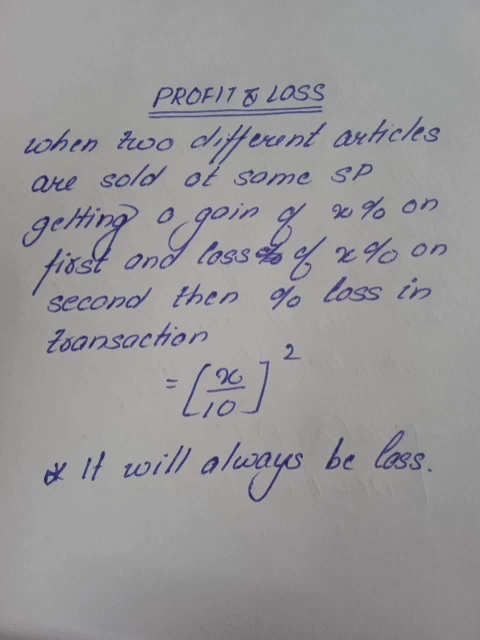 PROFIT & LOSS
when two different articles
are sold at same SP
getting a gain of x% on
first and loss of x% on
second then % loss in
transaction
= [x/10]²
* It will always be loss.